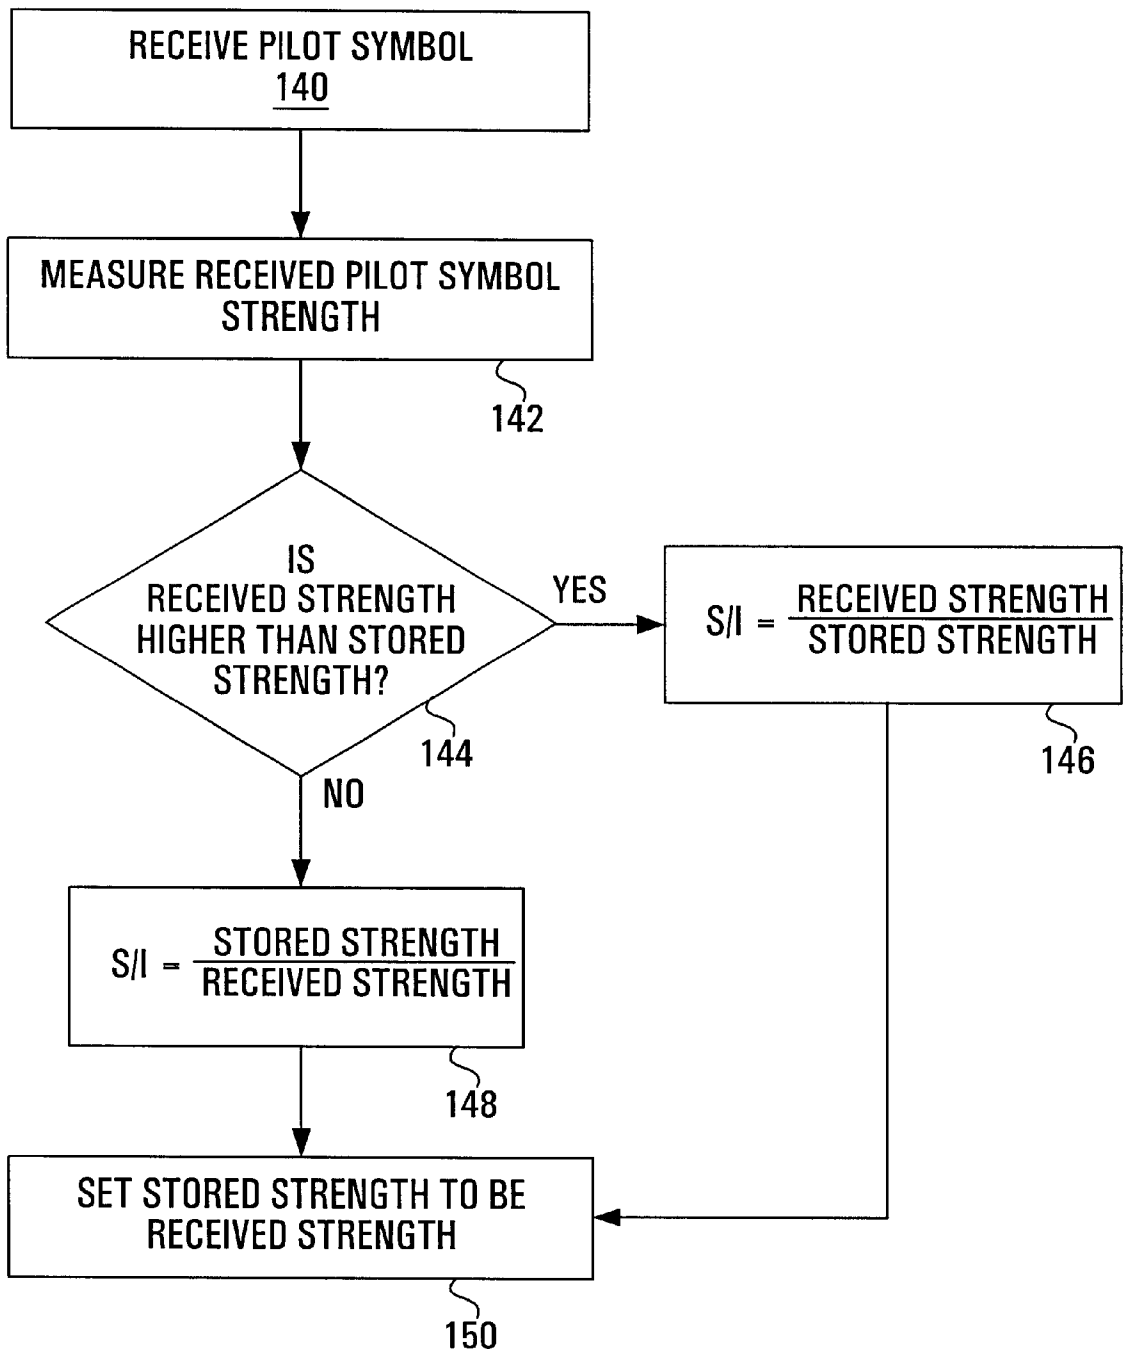 RECEIVE PILOT SYMBOL
140
MEASURE RECEIVED PILOT SYMBOL
STRENGTH
142
IS
RECEIVED STRENGTH
HIGHER THAN STORED
STRENGTH?
144
YES
S/I = RECEIVED STRENGTH
STORED STRENGTH
146
NO
S/I = STORED STRENGTH
RECEIVED STRENGTH
148
SET STORED STRENGTH TO BE
RECEIVED STRENGTH
150